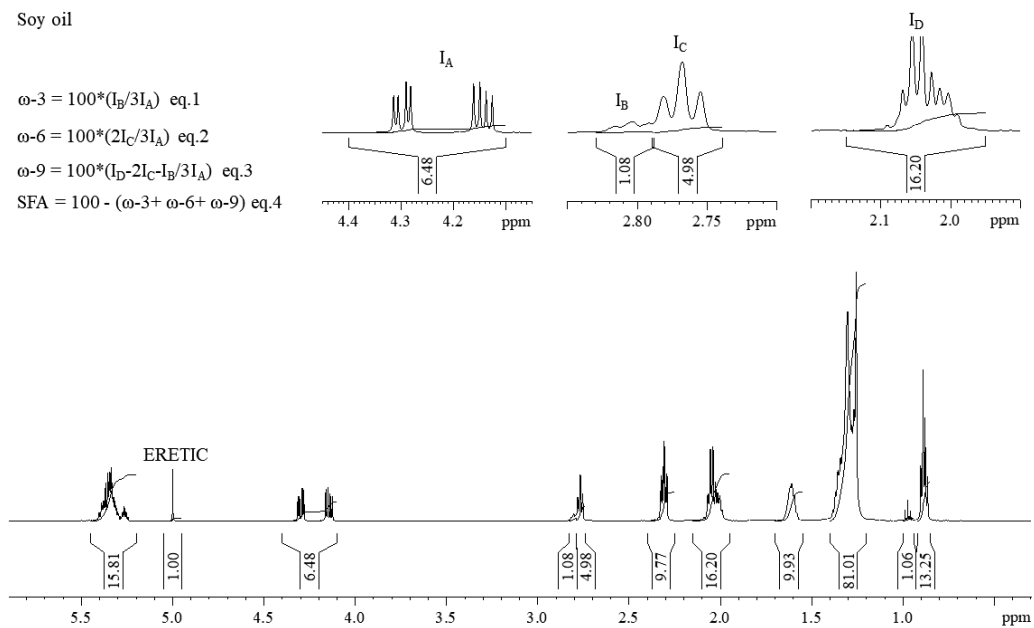 Soy oil
ω-3 = 100*(I_B/3I_A) eq.1
ω-6 = 100*(2I_C/3I_A) eq.2
ω-9 = 100*(I_D-2I_C-I_B/3I_A) eq.3
SFA = 100 - (ω-3+ ω-6+ ω-9) eq.4
I_A
6.48
4.4 4.3 4.2 ppm
I_B I_C
1.08 4.98
2.80 2.75 ppm
I_D
16.20
2.1 2.0 ppm
ERETIC
15.81 1.00 6.48 1.08 4.98 9.77 16.20 9.93 81.01 1.06 13.25
5.5 5.0 4.5 4.0 3.5 3.0 2.5 2.0 1.5 1.0 ppm